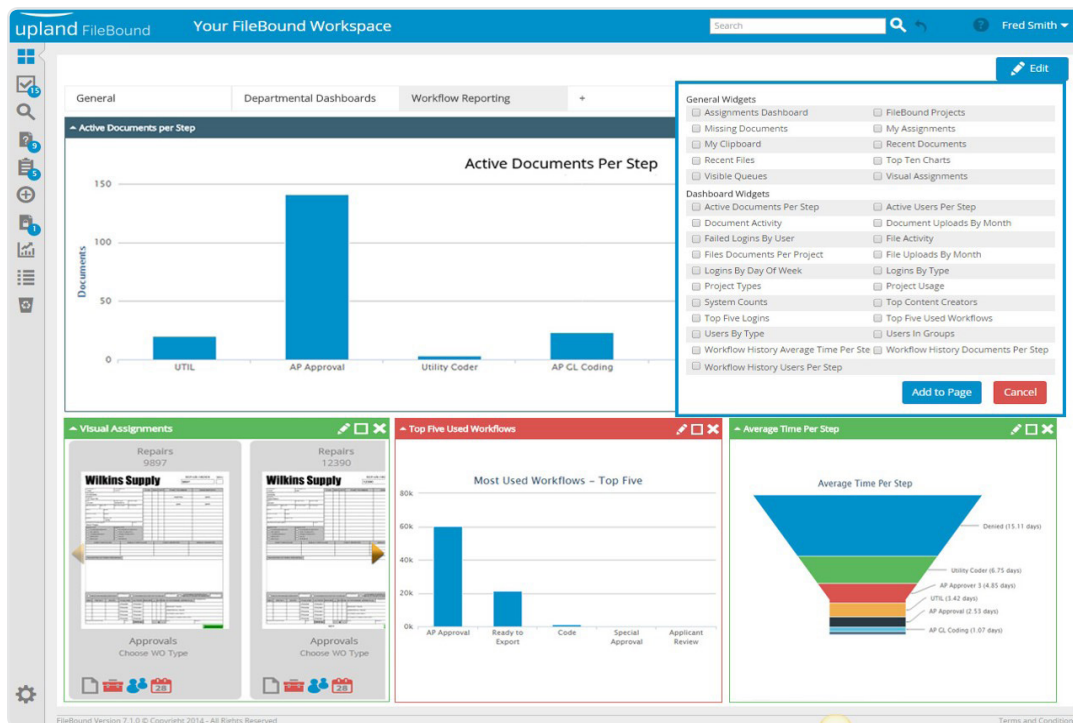 upland FileBound
Your FileBound Workspace
Search
Fred Smith
Edit
15
9
5
1
General
Departmental Dashboards
Workflow Reporting
+
Active Documents per Step
Active Documents Per Step
150
100
50
0
Documents
UTIL
AP Approval
Utility Coder
AP GL Coding
General Widgets
Assignments Dashboard
FileBound Projects
Missing Documents
My Assignments
My Clipboard
Recent Documents
Recent Files
Top Ten Charts
Visible Queues
Visual Assignments
Dashboard Widgets
Active Documents Per Step
Active Users Per Step
Document Activity
Document Uploads By Month
Failed Logins By User
File Activity
Files Documents Per Project
File Uploads By Month
Logins By Day Of Week
Logins By Type
Project Types
Project Usage
System Counts
Top Content Creators
Top Five Logins
Top Five Used Workflows
Users By Type
Users In Groups
Workflow History Average Time Per Ste
Workflow History Documents Per Step
Workflow History Users Per Step
Add to Page
Cancel
Visual Assignments
Repairs
9897
Wilkins Supply
Approvals
Choose WO Type
28
Repairs
12390
Wilkins Supply
Approvals
Choose WO Type
28
Top Five Used Workflows
Most Used Workflows – Top Five
80k
60k
40k
20k
0k
AP Approval
Ready to
Export
Code
Special
Approval
Applicant
Review
Average Time Per Step
Average Time Per Step
Denied (15.11 days)
Utility Coder (6.75 days)
AP Approver 3 (4.85 days)
UTIL (3.42 days)
AP Approval (2.53 days)
AP GL Coding (1.07 days)
FileBound Version 7.1.0 © Copyright 2014 - All Rights Reserved
Terms and Condition